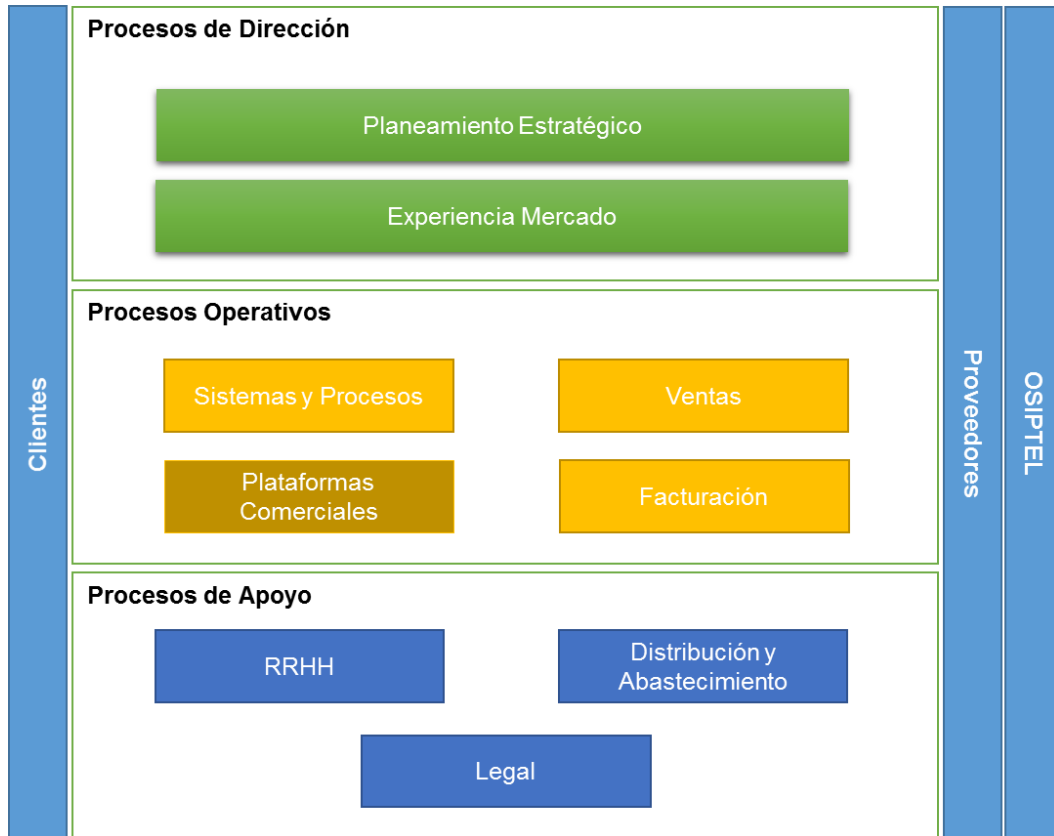 Procesos de Dirección
Planeamiento Estratégico
Experiencia Mercado
Procesos Operativos
Sistemas y Procesos
Ventas
Plataformas
Comerciales
Facturación
Procesos de Apoyo
RRHH
Distribución y
Abastecimiento
Legal
Clientes
Proveedores
OSIPTEL